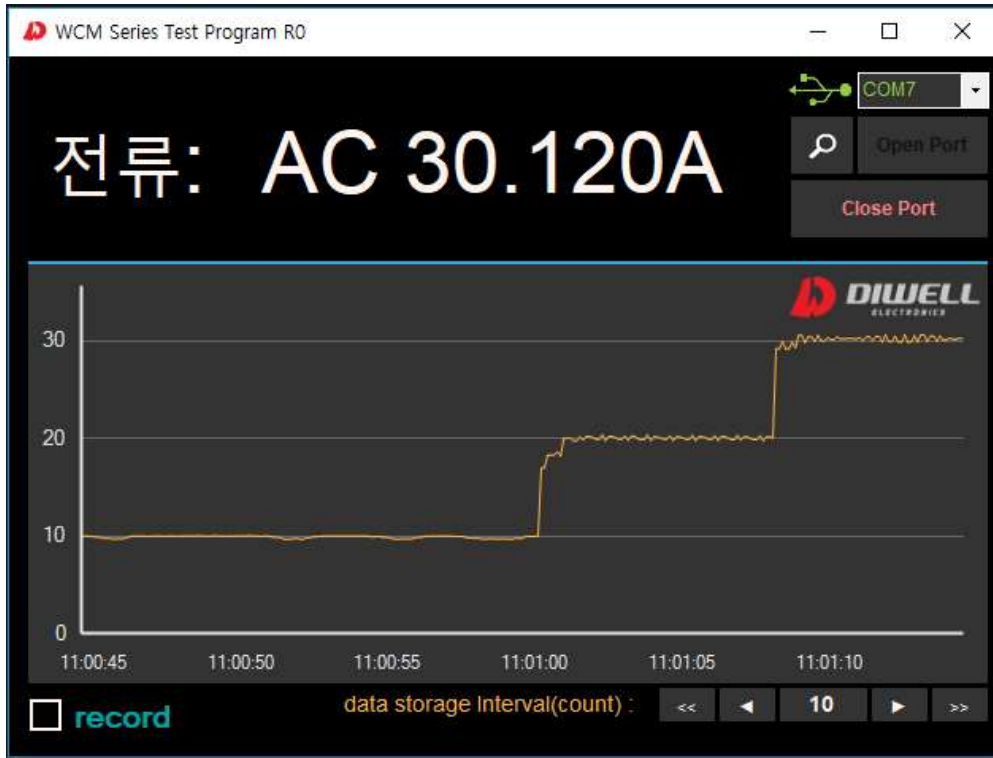 WCM Series Test Program R0
COM7
전류: AC 30.120A
Open Port
Close Port
DIWELL
ELECTRONICS
30
20
10
0
11:00:45 11:00:50 11:00:55 11:01:00 11:01:05 11:01:10
record
data storage Interval(count) : << ◄ 10 ► >>